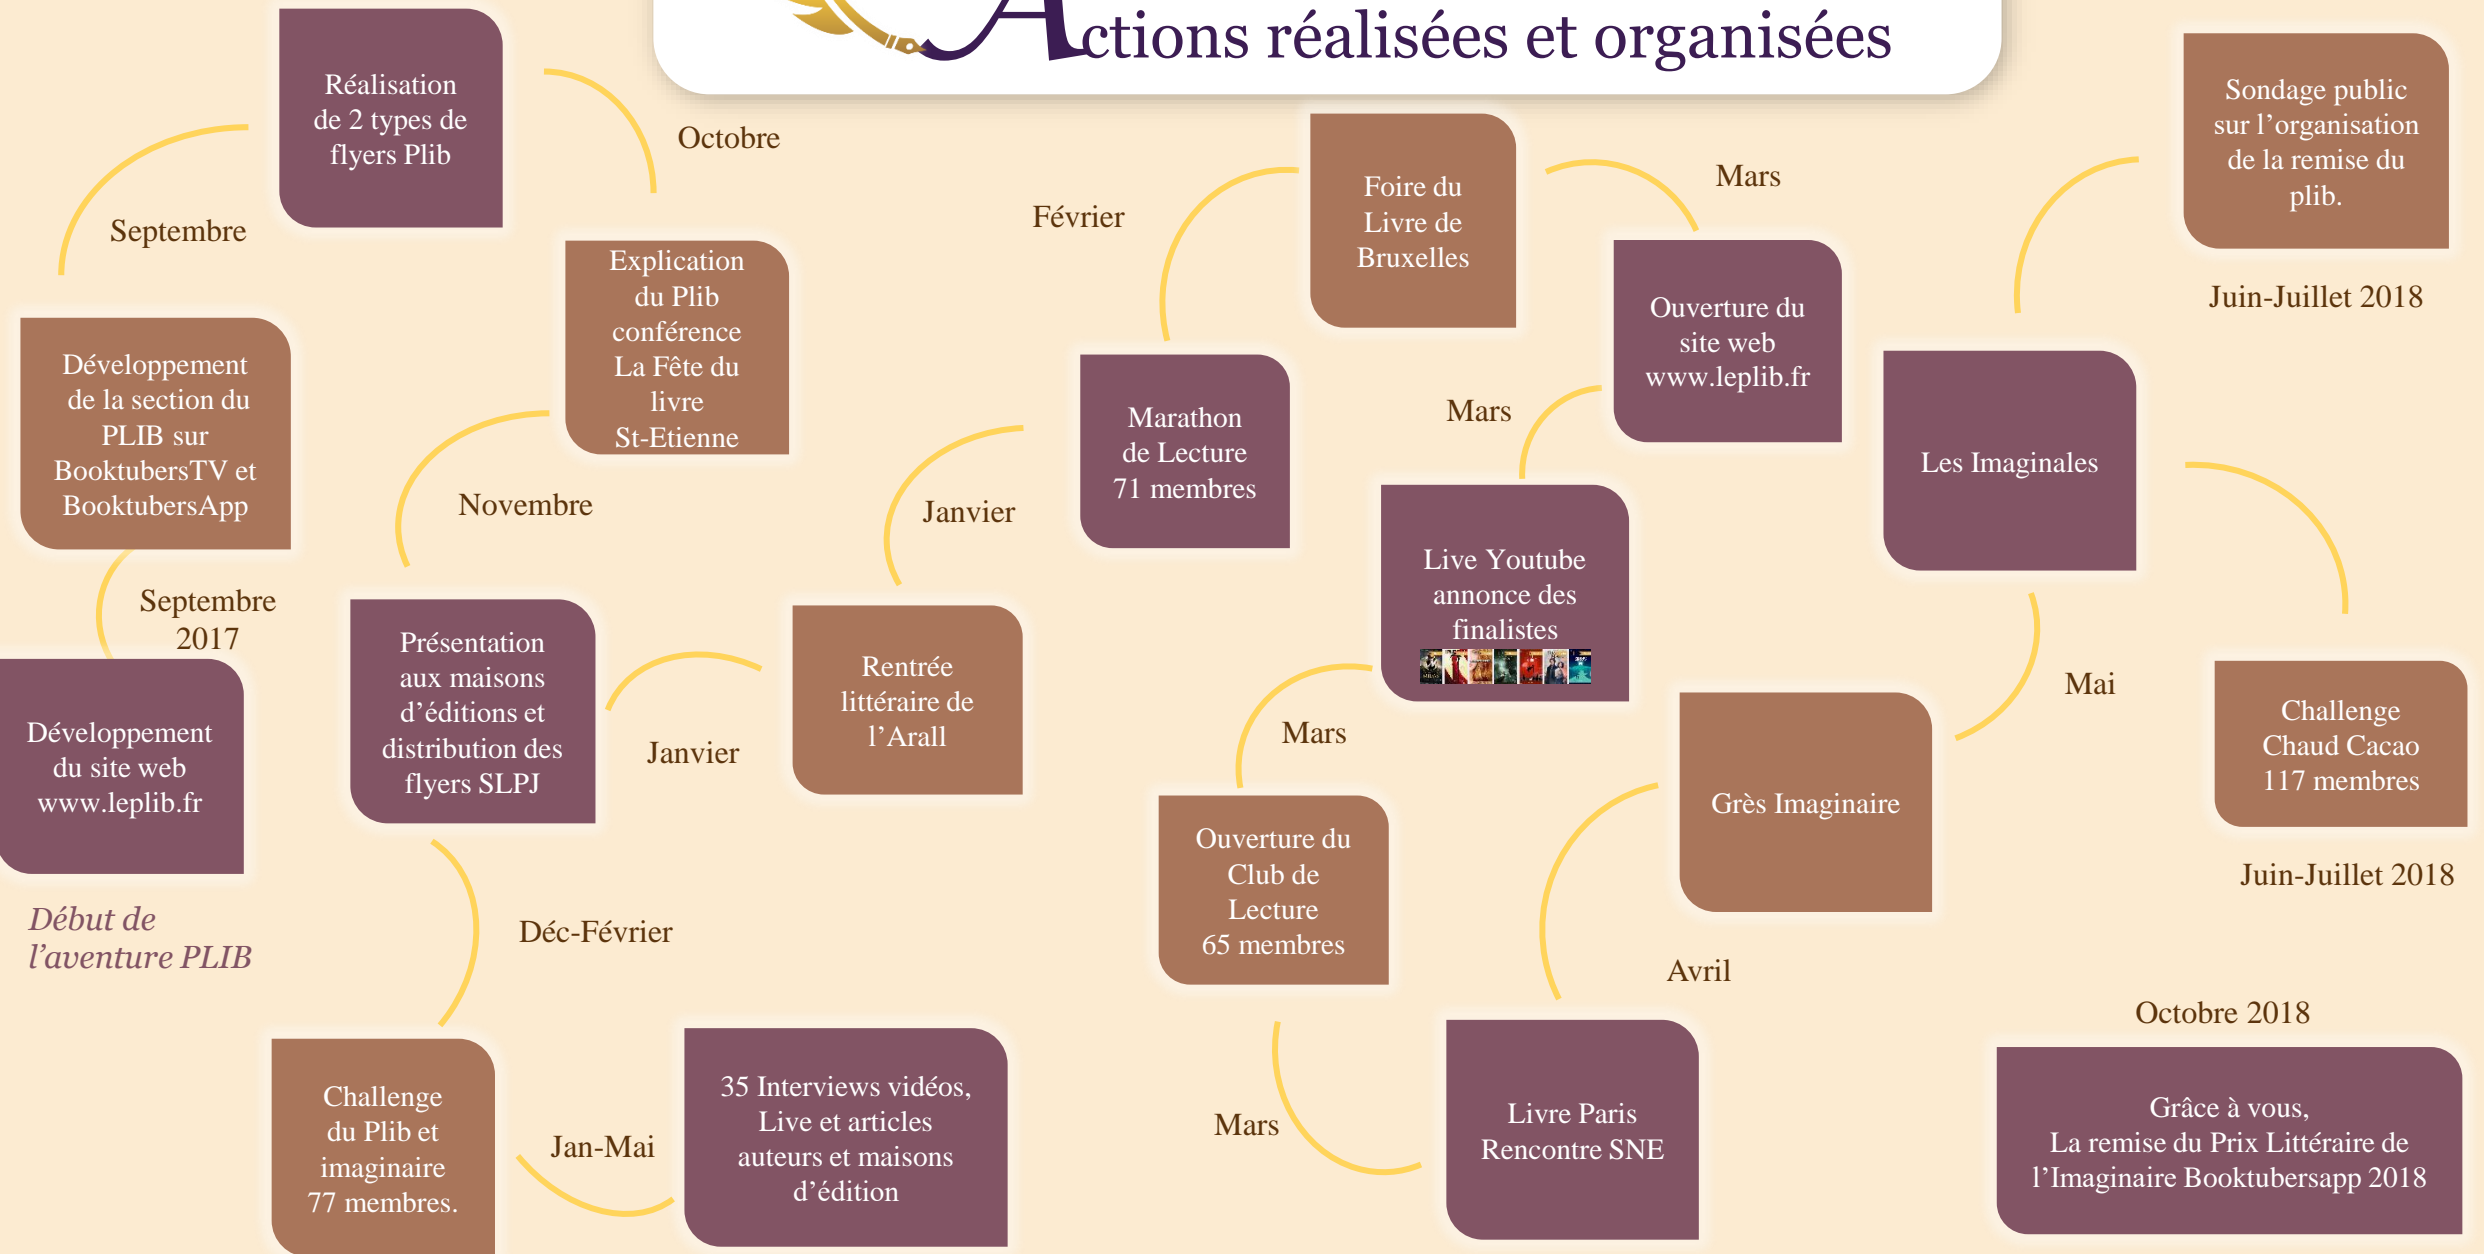 Actions réalisées et organisées
Début de
l’aventure PLIB
Développement
du site web
www.leplib.fr
Septembre
2017
Développement
de la section du
PLIB sur
BooktubersTV et
BooktubersApp
Septembre
Réalisation
de 2 types de
flyers Plib
Octobre
Explication
du Plib
conférence
La Fête du
livre
St-Etienne
Novembre
Présentation
aux maisons
d’éditions et
distribution des
flyers SLPJ
Déc-Février
Challenge
du Plib et
imaginaire
77 membres.
Jan-Mai
35 Interviews vidéos,
Live et articles
auteurs et maisons
d’édition
Janvier
Rentrée
littéraire de
l’Arall
Janvier
Marathon
de Lecture
71 membres
Février
Foire du
Livre de
Bruxelles
Mars
Ouverture du
site web
www.leplib.fr
Mars
Live Youtube
annonce des
finalistes
Mars
Ouverture du
Club de
Lecture
65 membres
Mars
Livre Paris
Rencontre SNE
Avril
Grès Imaginaire
Mai
Les Imaginales
Sondage public
sur l’organisation
de la remise du
plib.
Juin-Juillet 2018
Challenge
Chaud Cacao
117 membres
Juin-Juillet 2018
Octobre 2018
Grâce à vous,
La remise du Prix Littéraire de
l’Imaginaire Booktubersapp 2018